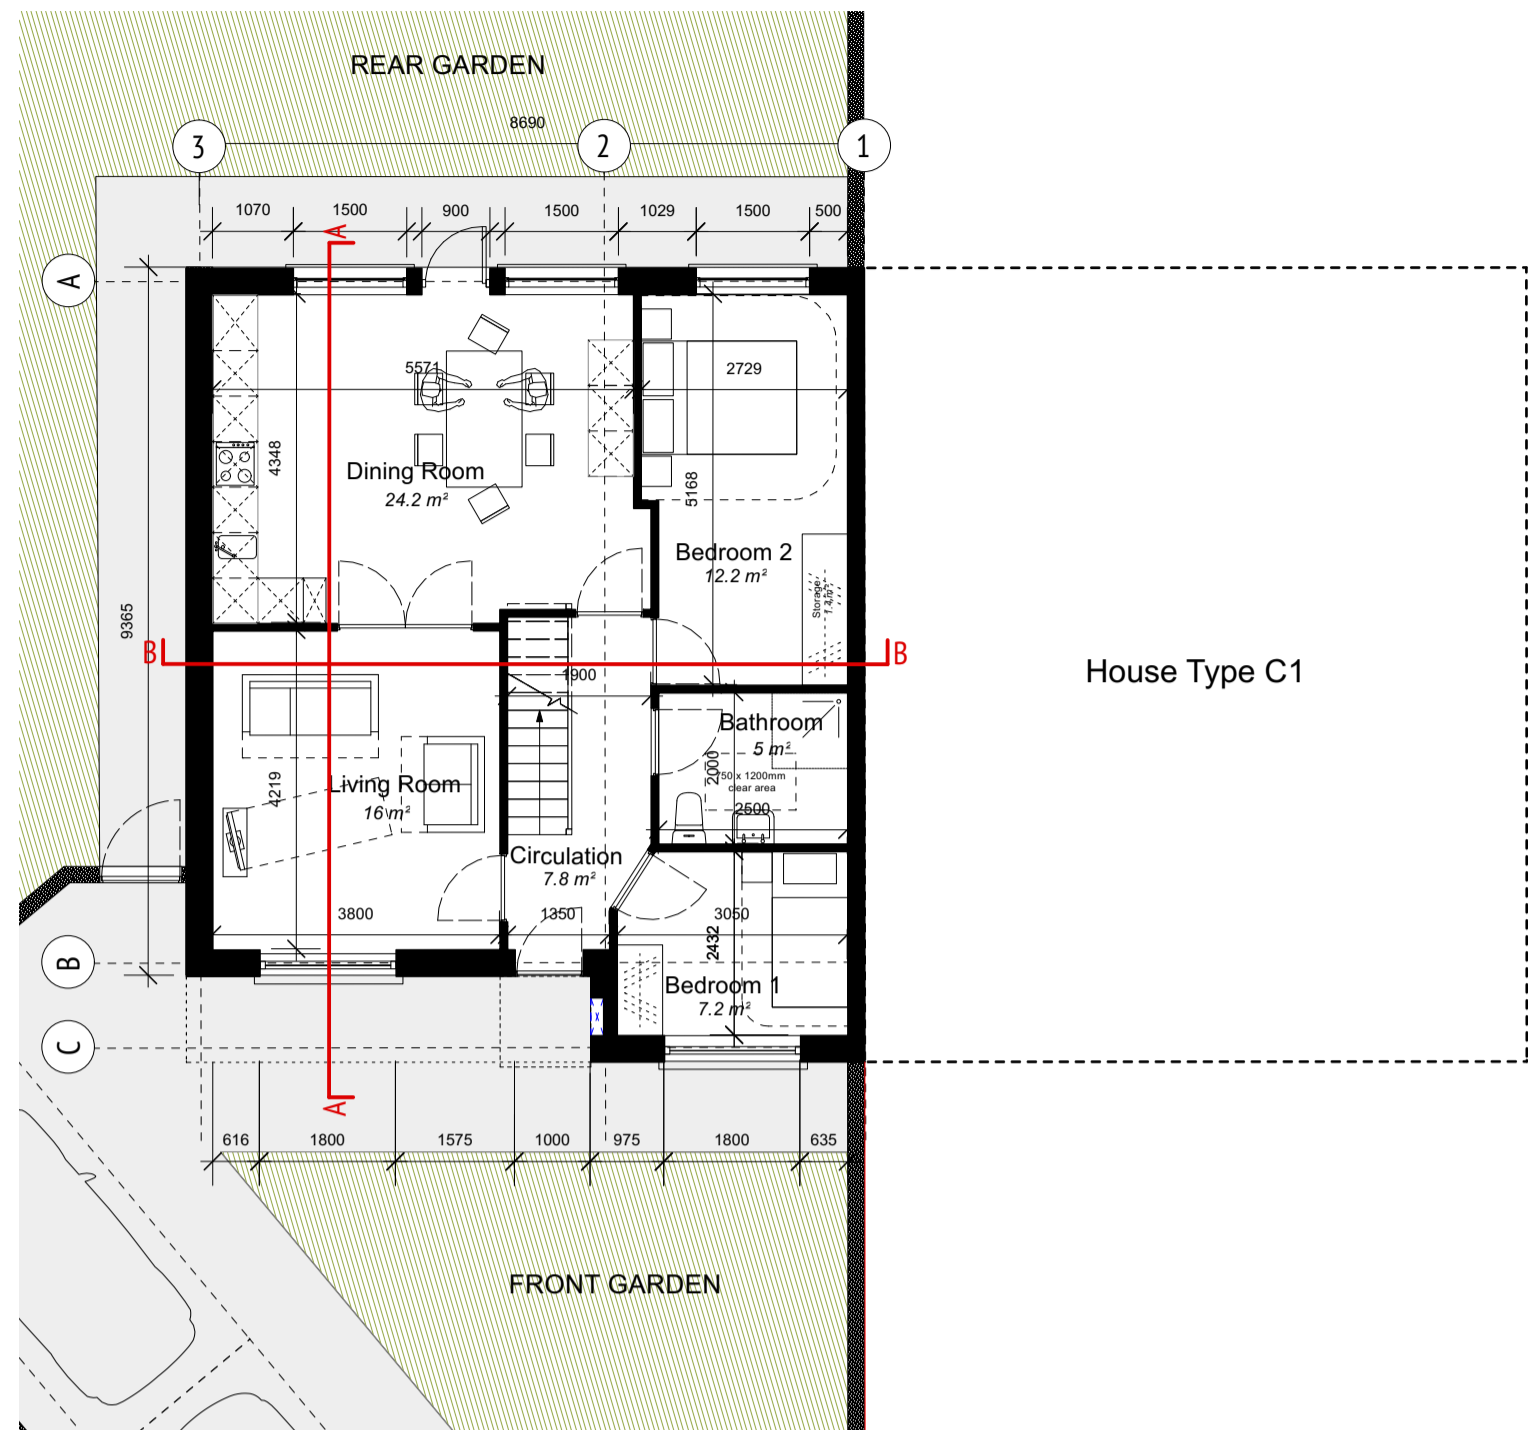 REAR GARDEN
8690
3
2
1
1070
1500
900
1500
1029
1500
500
A
A
5571
2729
4348
Dining Room
24.2 m²
5168
Bedroom 2
12.2 m²
Storage
1.4m²
9365
B
B
1900
House Type C1
Bathroom
5 m²
2000
750 x 1200mm
clear area
2500
4219
Living Room
16 m²
Circulation
7.8 m²
3800
1350
3050
2432
B
Bedroom 1
7.2 m²
C
A
616
1800
1575
1000
975
1800
635
FRONT GARDEN